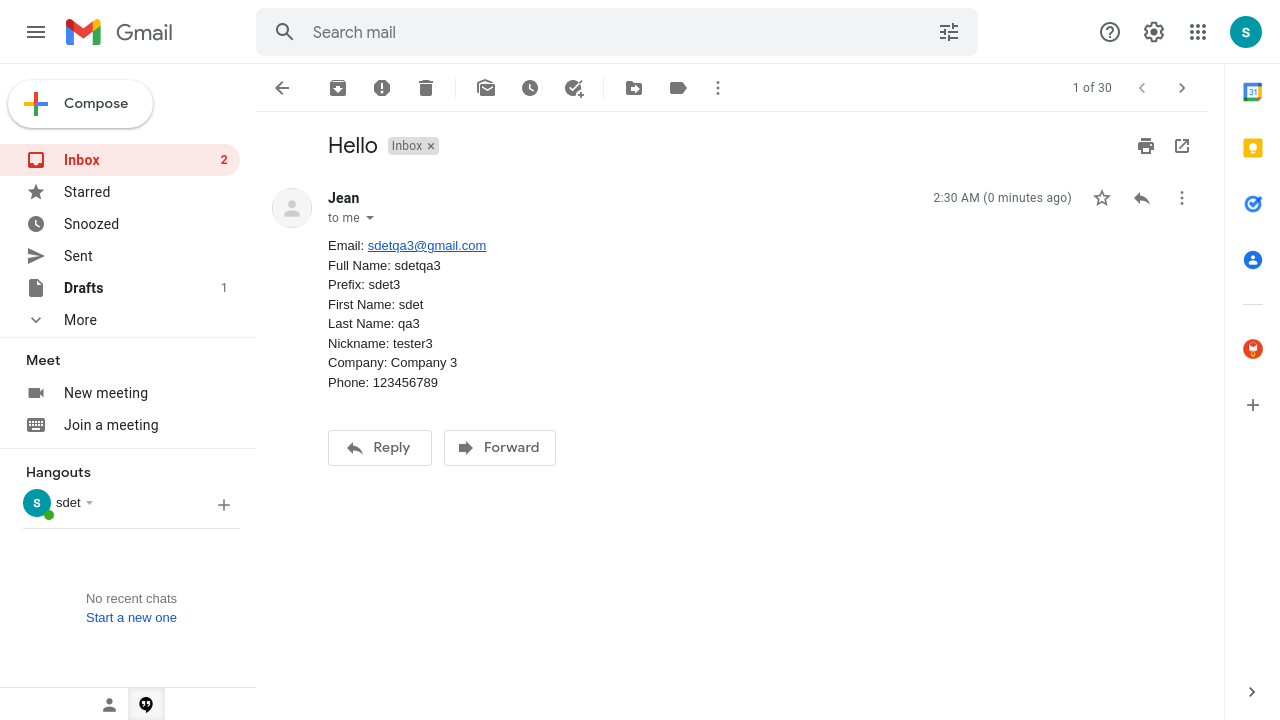 Gmail
Search mail
S
Compose
1 of 30
31
Inbox 2
Starred
Snoozed
Sent
Drafts 1
More
Hello
Inbox ×
Jean
2:30 AM (0 minutes ago)
to me
Email: sdetqa3@gmail.com
Full Name: sdetqa3
Prefix: sdet3
First Name: sdet
Last Name: qa3
Nickname: tester3
Company: Company 3
Phone: 123456789
Reply
Forward
Meet
New meeting
Join a meeting
Hangouts
S
sdet
No recent chats
Start a new one